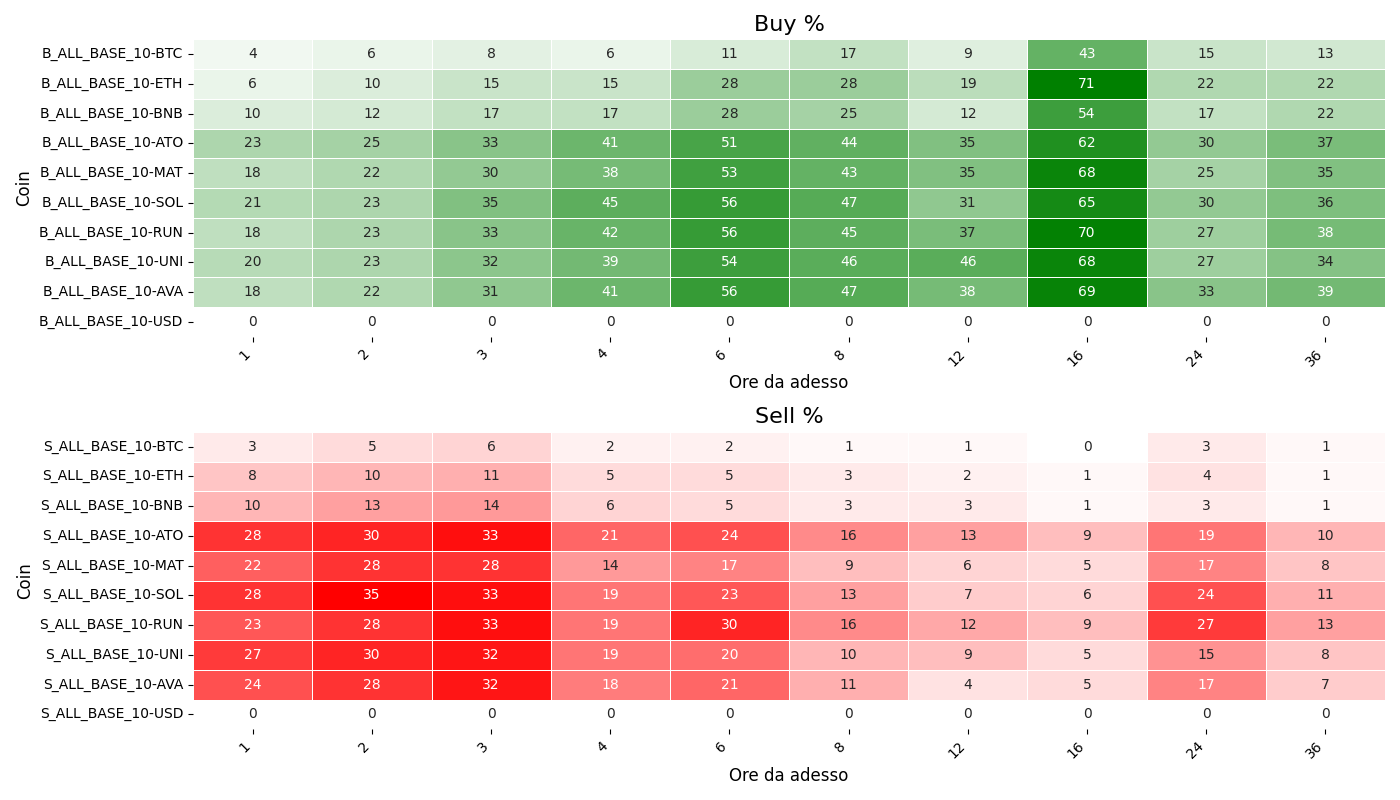 Buy %
Coin
B_ALL_BASE_10-BTC 4 6 8 6 11 17 9 43 15 13
B_ALL_BASE_10-ETH 6 10 15 15 28 28 19 71 22 22
B_ALL_BASE_10-BNB 10 12 17 17 28 25 12 54 17 22
B_ALL_BASE_10-ATO 23 25 33 41 51 44 35 62 30 37
B_ALL_BASE_10-MAT 18 22 30 38 53 43 35 68 25 35
B_ALL_BASE_10-SOL 21 23 35 45 56 47 31 65 30 36
B_ALL_BASE_10-RUN 18 23 33 42 56 45 37 70 27 38
B_ALL_BASE_10-UNI 20 23 32 39 54 46 46 68 27 34
B_ALL_BASE_10-AVA 18 22 31 41 56 47 38 69 33 39
B_ALL_BASE_10-USD 0 0 0 0 0 0 0 0 0 0
1 2 3 4 6 8 12 16 24 36
Ore da adesso
Sell %
Coin
S_ALL_BASE_10-BTC 3 5 6 2 2 1 1 0 3 1
S_ALL_BASE_10-ETH 8 10 11 5 5 3 2 1 4 1
S_ALL_BASE_10-BNB 10 13 14 6 5 3 3 1 3 1
S_ALL_BASE_10-ATO 28 30 33 21 24 16 13 9 19 10
S_ALL_BASE_10-MAT 22 28 28 14 17 9 6 5 17 8
S_ALL_BASE_10-SOL 28 35 33 19 23 13 7 6 24 11
S_ALL_BASE_10-RUN 23 28 33 19 30 16 12 9 27 13
S_ALL_BASE_10-UNI 27 30 32 19 20 10 9 5 15 8
S_ALL_BASE_10-AVA 24 28 32 18 21 11 4 5 17 7
S_ALL_BASE_10-USD 0 0 0 0 0 0 0 0 0 0
1 2 3 4 6 8 12 16 24 36
Ore da adesso